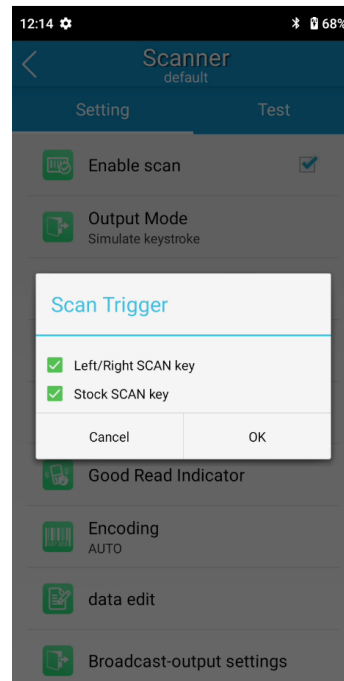 12:14
68%
Scanner
default
Setting
Test
Enable scan
Output Mode
Simulate keystroke
Scan Trigger
Left/Right SCAN key
Stock SCAN key
Cancel
OK
Good Read Indicator
Encoding
AUTO
data edit
Broadcast-output settings